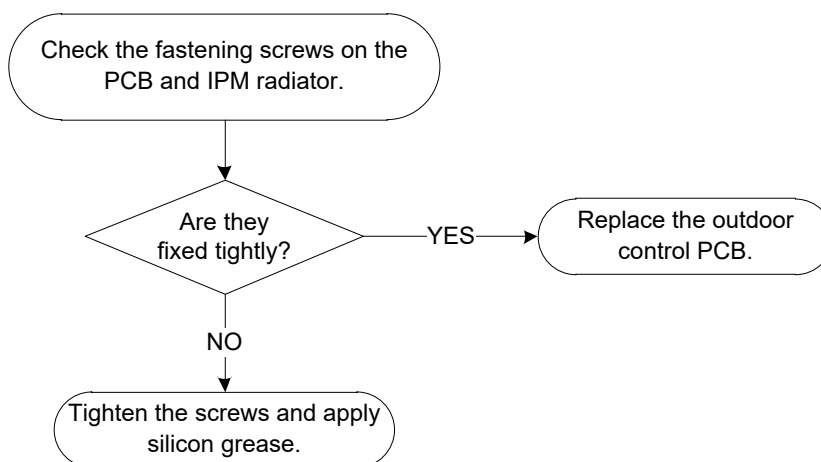 Check the fastening screws on the
PCB and IPM radiator.
Are they
fixed tightly?
YES
Replace the outdoor
control PCB.
NO
Tighten the screws and apply
silicon grease.